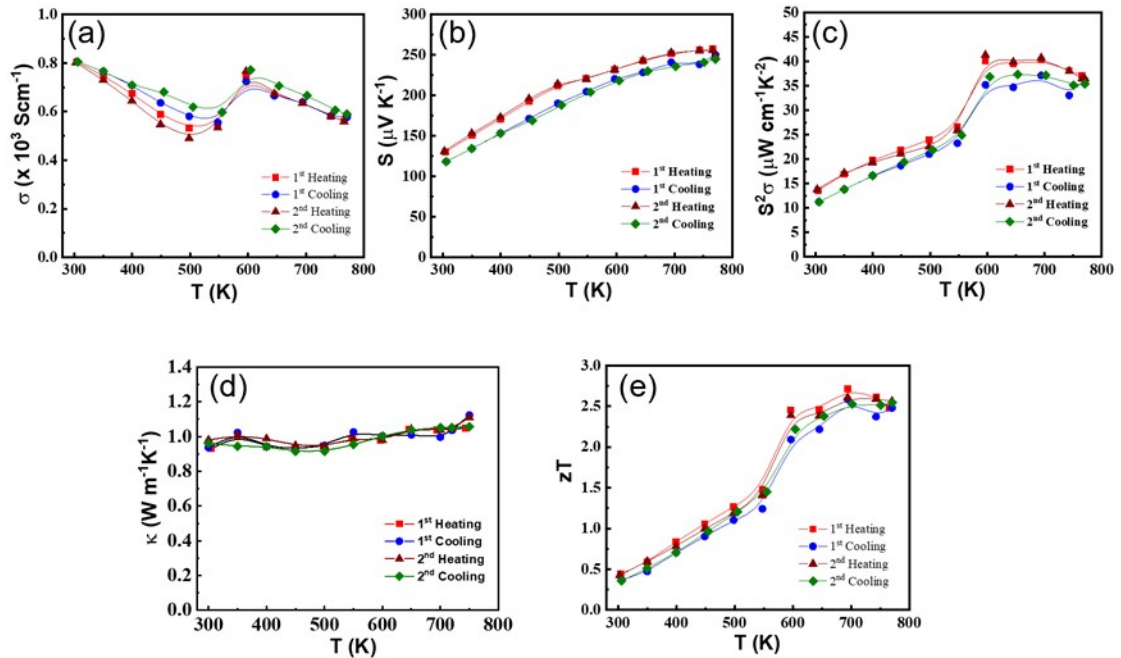 (a)
σ (x 10³ Scm⁻¹)
1.0
0.8
0.6
0.4
0.2
0.0
1ˢᵗ Heating
1ˢᵗ Cooling
2ⁿᵈ Heating
2ⁿᵈ Cooling
300 400 500 600 700 800
T (K)
(b)
S (μV K⁻¹)
300
250
200
150
100
50
0
1ˢᵗ Heating
1ˢᵗ Cooling
2ⁿᵈ Heating
2ⁿᵈ Cooling
300 400 500 600 700 800
T (K)
(c)
S²σ (μW cm⁻¹K⁻²)
50
45
40
35
30
25
20
15
10
5
0
1ˢᵗ Heating
1ˢᵗ Cooling
2ⁿᵈ Heating
2ⁿᵈ Cooling
300 400 500 600 700 800
T (K)
(d)
κ (W m⁻¹K⁻¹)
1.4
1.2
1.0
0.8
0.6
0.4
0.2
0.0
1ˢᵗ Heating
1ˢᵗ Cooling
2ⁿᵈ Heating
2ⁿᵈ Cooling
300 400 500 600 700 800
T (K)
(e)
zT
3.0
2.5
2.0
1.5
1.0
0.5
0.0
1ˢᵗ Heating
1ˢᵗ Cooling
2ⁿᵈ Heating
2ⁿᵈ Cooling
300 400 500 600 700 800
T (K)